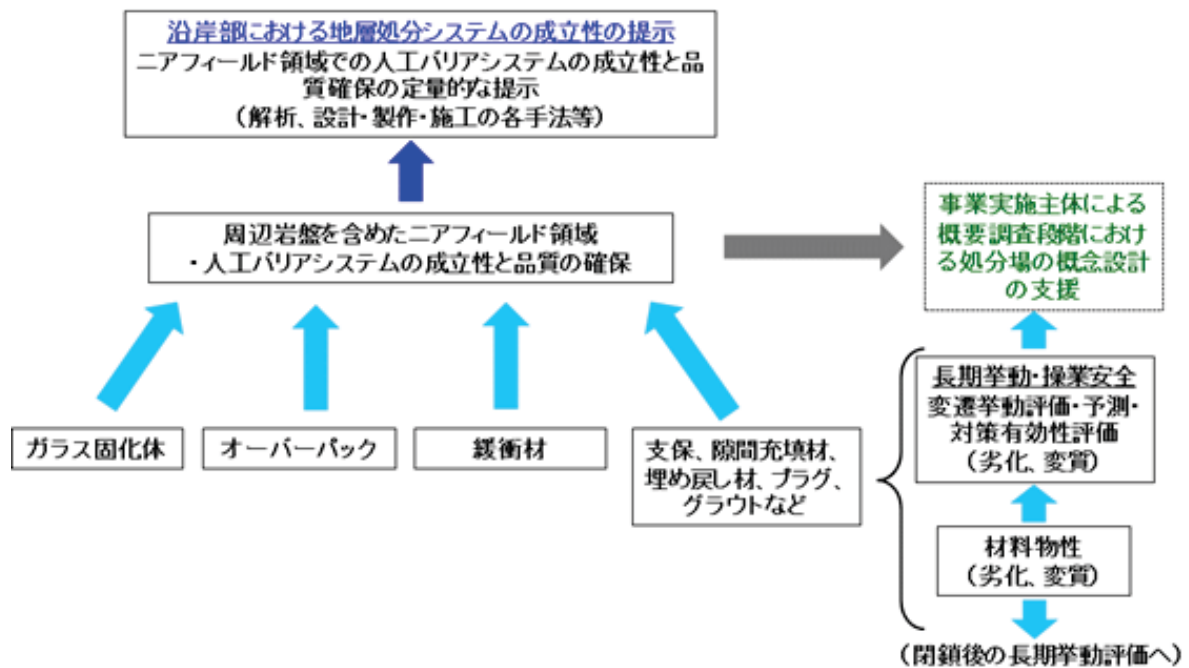 沿岸部における地層処分システムの成立性の提示
ニアフィールド領域での人工バリアシステムの成立性と品
質確保の定量的な提示
（解析、設計・製作・施工の各手法等）
周辺岩盤を含めたニアフィールド領域
・人工バリアシステムの成立性と品質の確保
事業実施主体による
概要調査段階におけ
る処分場の概念設計
の支援
ガラス固化体
オーバーパック
緩衝材
支保、隙間充填材、
埋め戻し材、プラグ、
グラウトなど
長期挙動・操業安全
変遷挙動評価・予測・
対策有効性評価
（劣化、変質）
材料物性
（劣化、変質）
（閉鎖後の長期挙動評価へ）